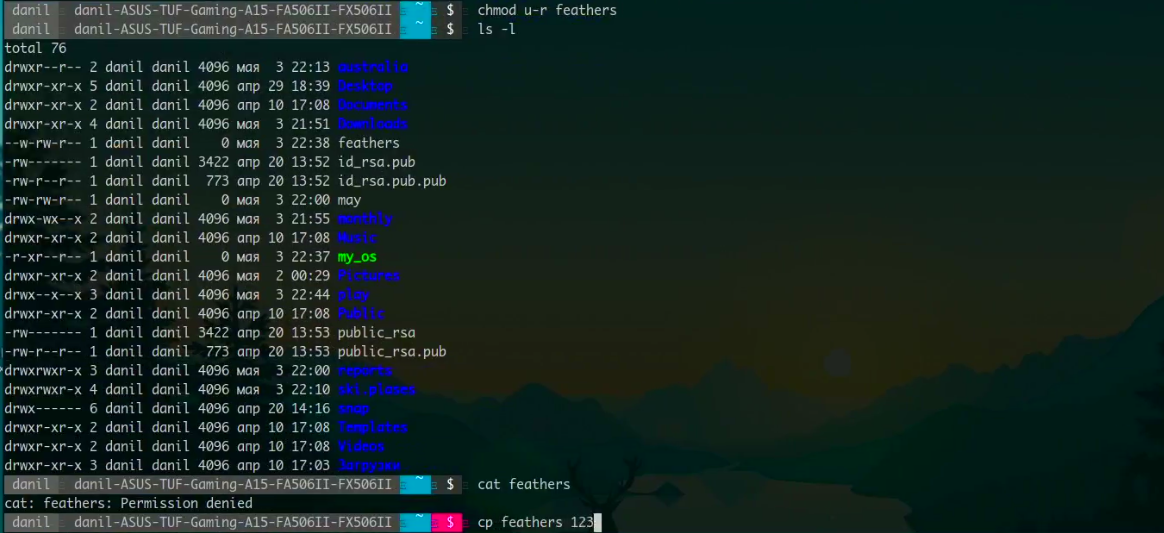 danil danil-ASUS-TUF-Gaming-A15-FA506II-FX506II ~ $ chmod u-r feathers
danil danil-ASUS-TUF-Gaming-A15-FA506II-FX506II ~ $ ls -l
total 76
drwxr--r-- 2 danil danil 4096 мая 3 22:13 australia
drwxr-xr-x 5 danil danil 4096 апр 29 18:39 Desktop
drwxr-xr-x 2 danil danil 4096 апр 10 17:08 Documents
drwxr-xr-x 4 danil danil 4096 мая 3 21:51 Downloads
--w-rw-r-- 1 danil danil 0 мая 3 22:38 feathers
-rw------- 1 danil danil 3422 апр 20 13:52 id_rsa.pub
-rw-r--r-- 1 danil danil 773 апр 20 13:52 id_rsa.pub.pub
-rw-rw-r-- 1 danil danil 0 мая 3 22:00 may
drwx-wx--x 2 danil danil 4096 мая 3 21:55 monthly
drwxr-xr-x 2 danil danil 4096 апр 10 17:08 Music
-r-xr--r-- 1 danil danil 0 мая 3 22:37 my_os
drwxr-xr-x 2 danil danil 4096 мая 2 00:29 Pictures
drwx--x--x 3 danil danil 4096 мая 3 22:44 play
drwxr-xr-x 2 danil danil 4096 апр 10 17:08 Public
-rw------- 1 danil danil 3422 апр 20 13:53 public_rsa
-rw-r--r-- 1 danil danil 773 апр 20 13:53 public_rsa.pub
drwxrwxr-x 3 danil danil 4096 мая 3 22:00 reports
drwxrwxr-x 4 danil danil 4096 мая 3 22:10 ski.plases
drwx------ 6 danil danil 4096 апр 20 14:16 snap
drwxr-xr-x 2 danil danil 4096 апр 10 17:08 Templates
drwxr-xr-x 2 danil danil 4096 апр 10 17:08 Videos
drwxr-xr-x 3 danil danil 4096 апр 10 17:03 Загрузки
danil danil-ASUS-TUF-Gaming-A15-FA506II-FX506II ~ $ cat feathers
cat: feathers: Permission denied
danil danil-ASUS-TUF-Gaming-A15-FA506II-FX506II ~ $ cp feathers 123